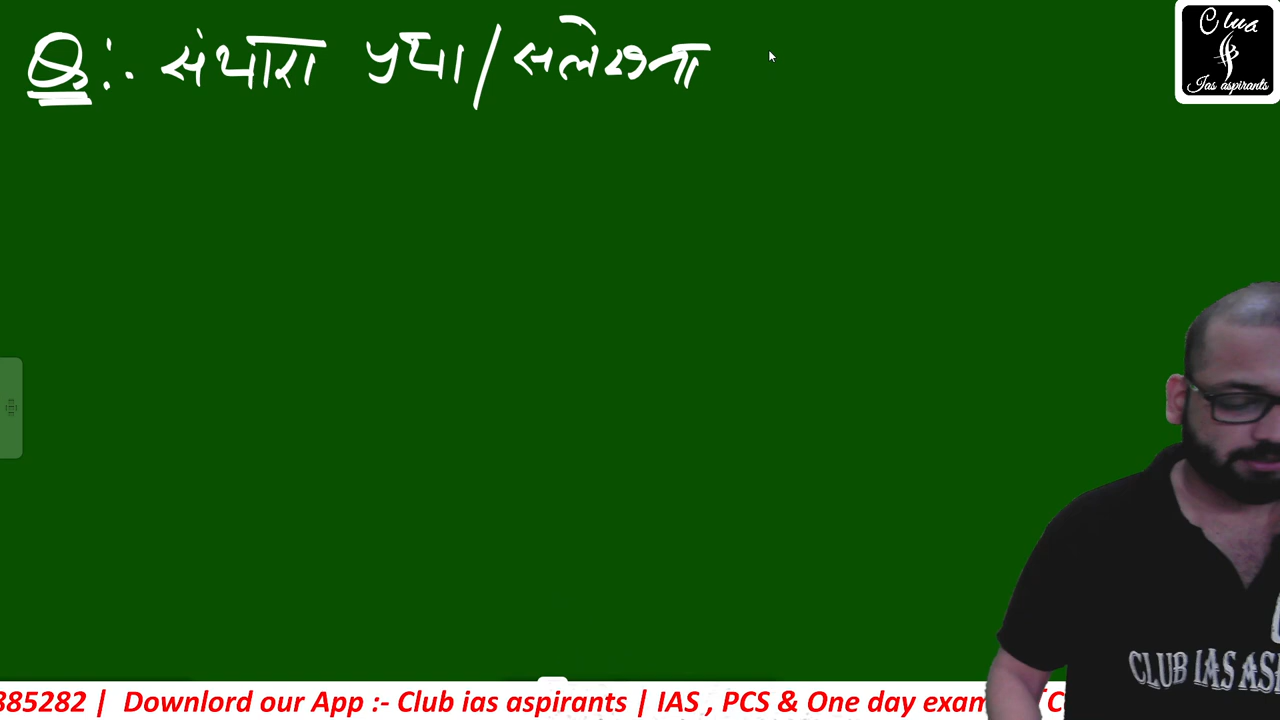 Q:- संथारा प्रथा/सलेखना
Club
Ias aspirants
CLUB IAS AS
385282 | Downlord our App :- Club ias aspirants | IAS , PCS & One day exam